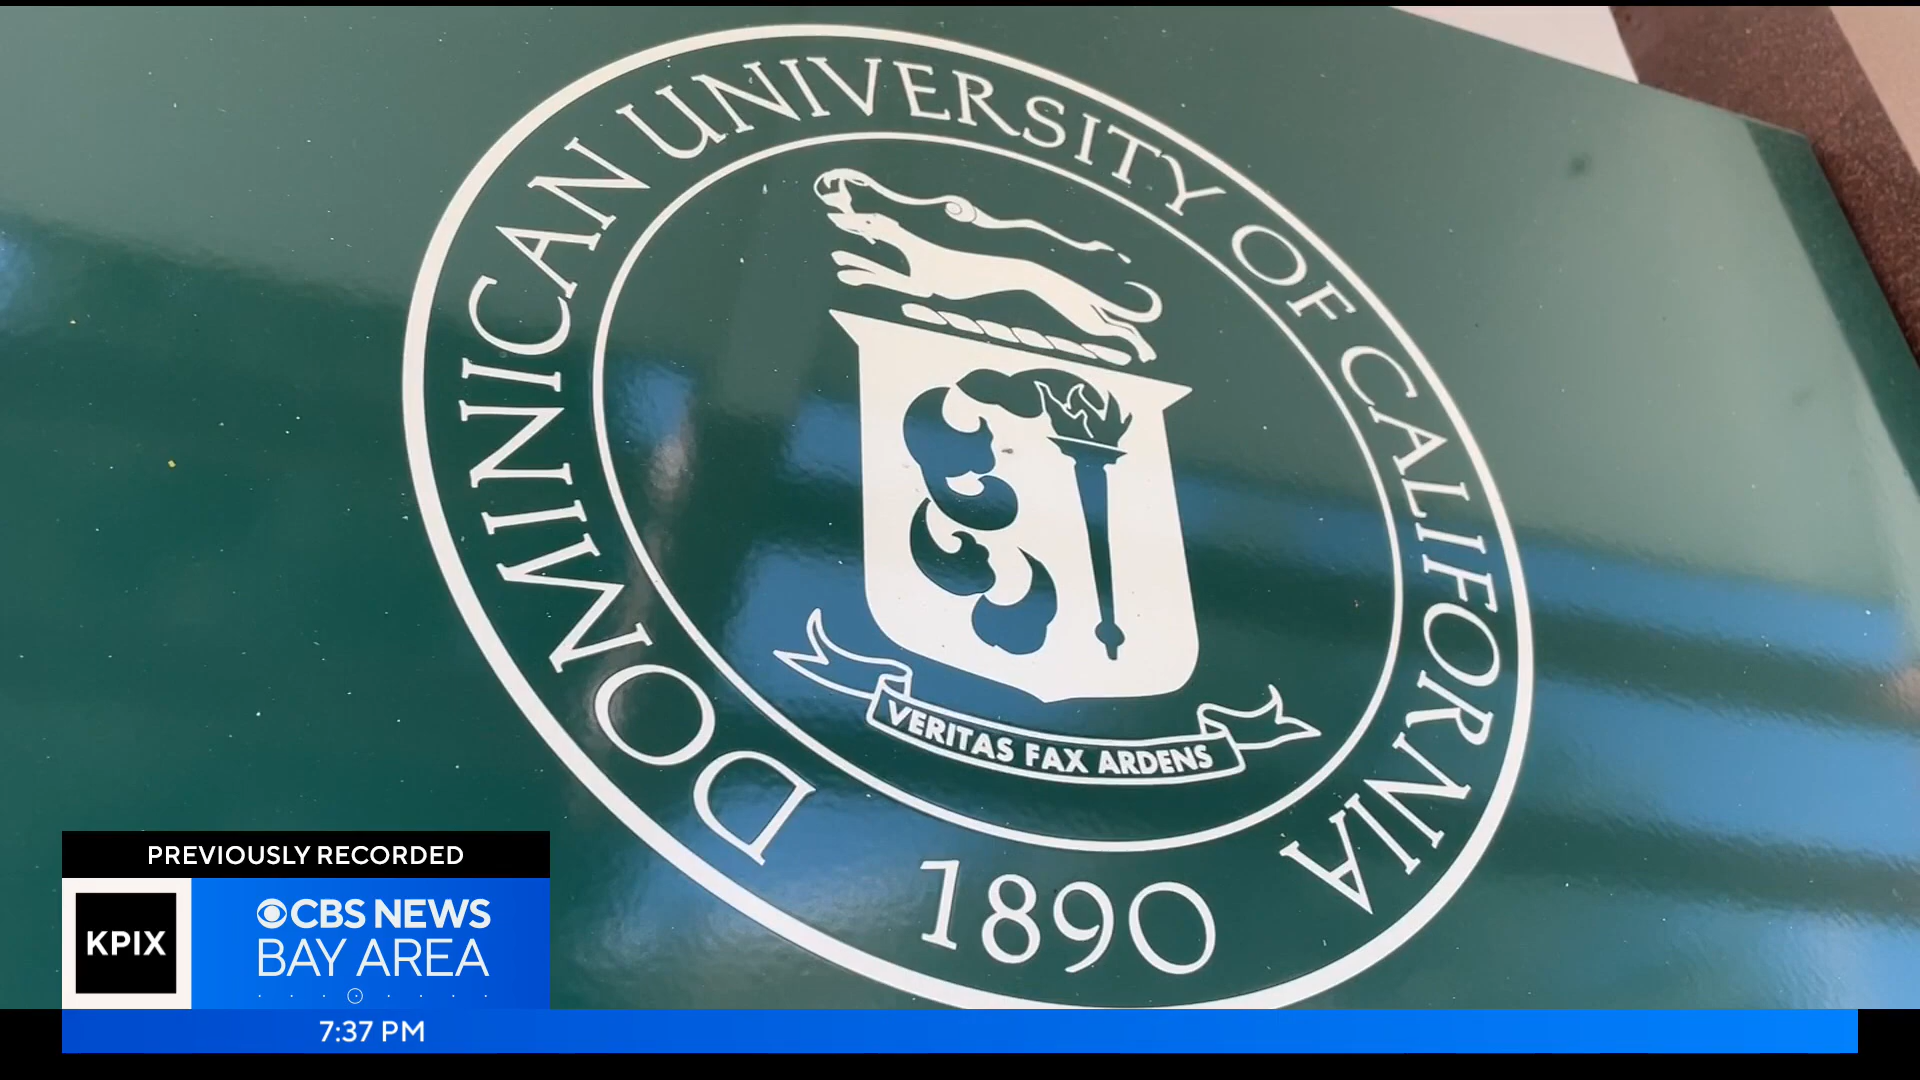 DOMINICAN UNIVERSITY OF CALIFORNIA
VERITAS FAX ARDENS
1890
PREVIOUSLY RECORDED
KPIX
CBS NEWS
BAY AREA
7:37 PM